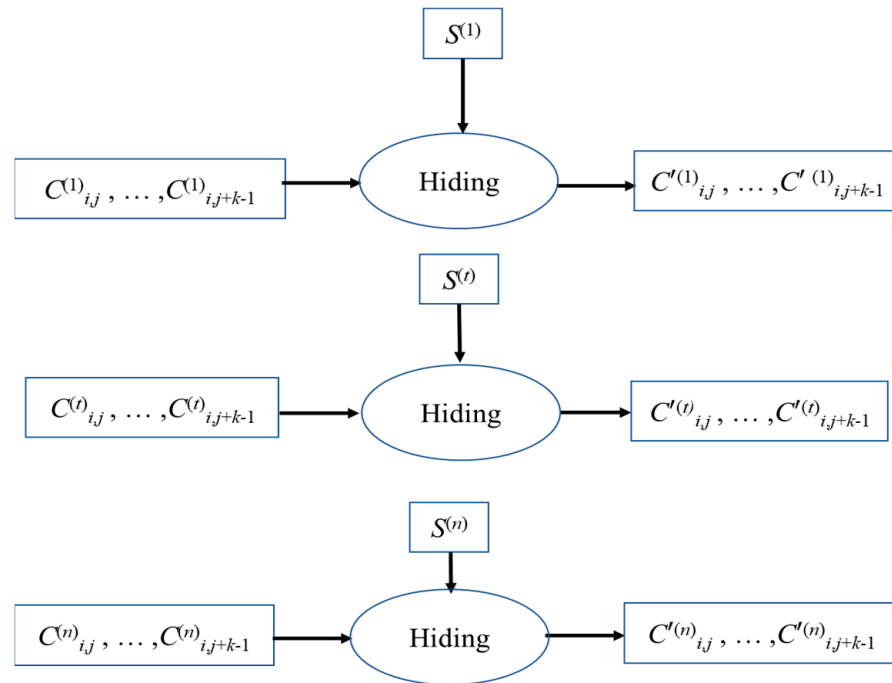 S⁽¹⁾
C⁽¹⁾ᵢ,ⱼ , … ,C⁽¹⁾ᵢ,ⱼ₊ₖ₋₁ Hiding C′⁽¹⁾ᵢ,ⱼ , … ,C′ ⁽¹⁾ᵢ,ⱼ₊ₖ₋₁
S⁽ᵗ⁾
C⁽ᵗ⁾ᵢ,ⱼ , … ,C⁽ᵗ⁾ᵢ,ⱼ₊ₖ₋₁ Hiding C′⁽ᵗ⁾ᵢ,ⱼ , … ,C′⁽ᵗ⁾ᵢ,ⱼ₊ₖ₋₁
S⁽ⁿ⁾
C⁽ⁿ⁾ᵢ,ⱼ , … ,C⁽ⁿ⁾ᵢ,ⱼ₊ₖ₋₁ Hiding C′⁽ⁿ⁾ᵢ,ⱼ , … ,C′⁽ⁿ⁾ᵢ,ⱼ₊ₖ₋₁